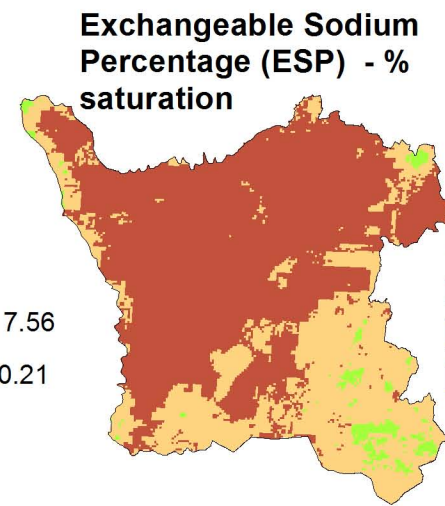 Exchangeable Sodium
Percentage (ESP) - %
saturation
7.56
0.21